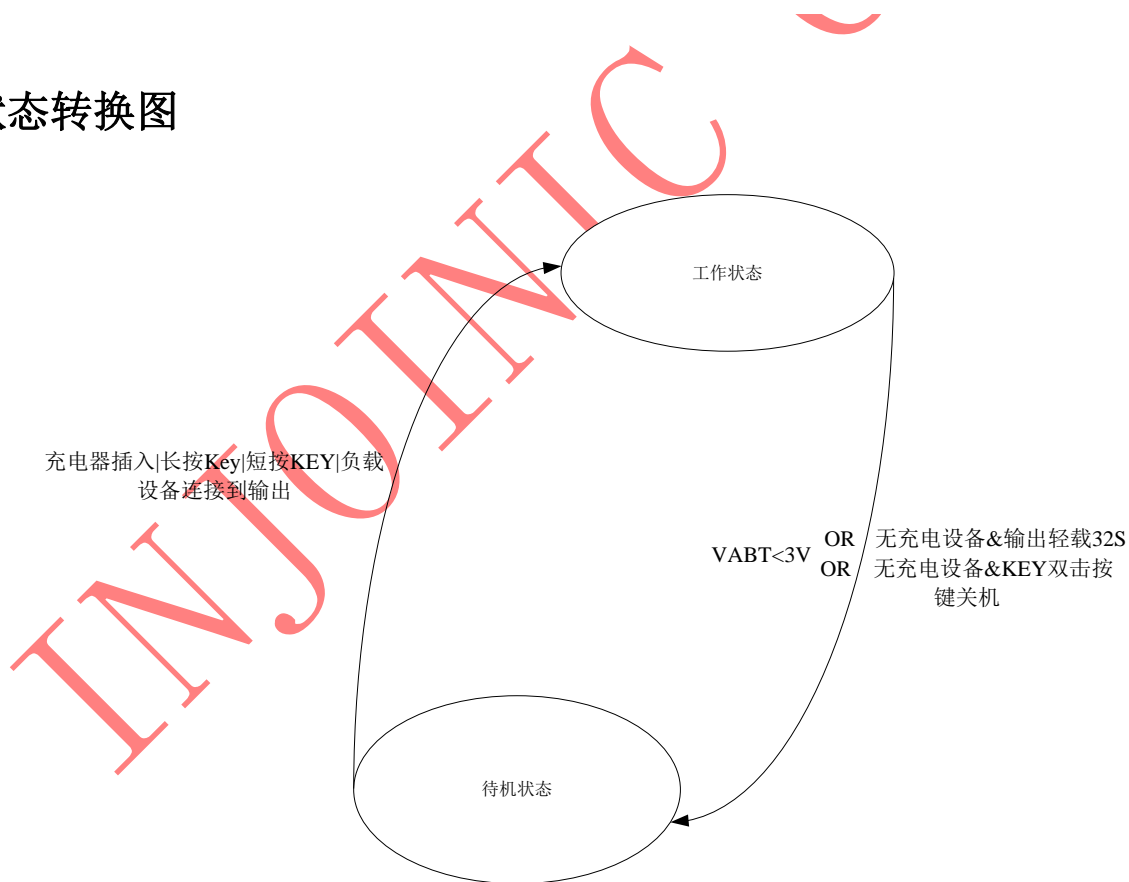 态转换图
INJOINIC
工作状态
充电器插入|长按Key|短按KEY|负载
设备连接到输出
VABT<3V
OR 无充电设备&输出轻载32S
OR 无充电设备&KEY双击按
键关机
待机状态